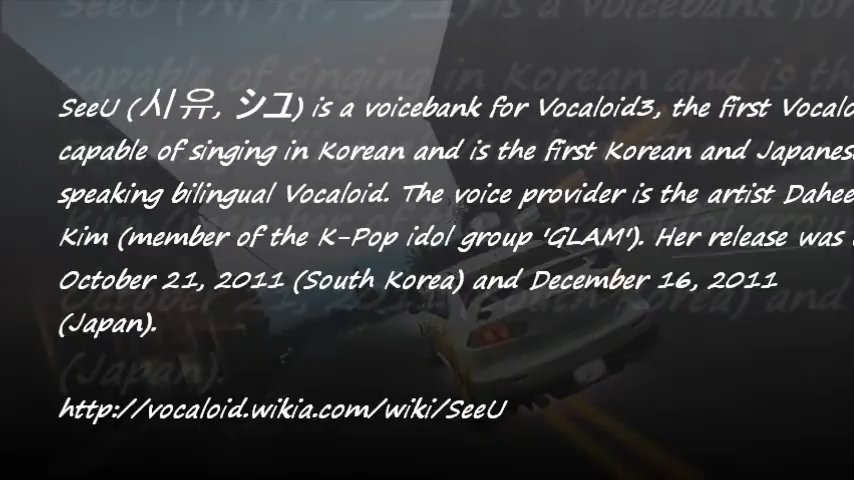 SeeU (시유, シユ) is a voicebank for Vocaloid3, the first
capable of singing in Korean and is the first Korean and
speaking bilingual Vocaloid. The voice provider is the artist Dahee
Kim (member of the K-Pop idol group 'GLAM'). Her release was
October 21, 2011 (South Korea) and December 16, 2011
(Japan).
http://vocaloid.wikia.com/wiki/SeeU